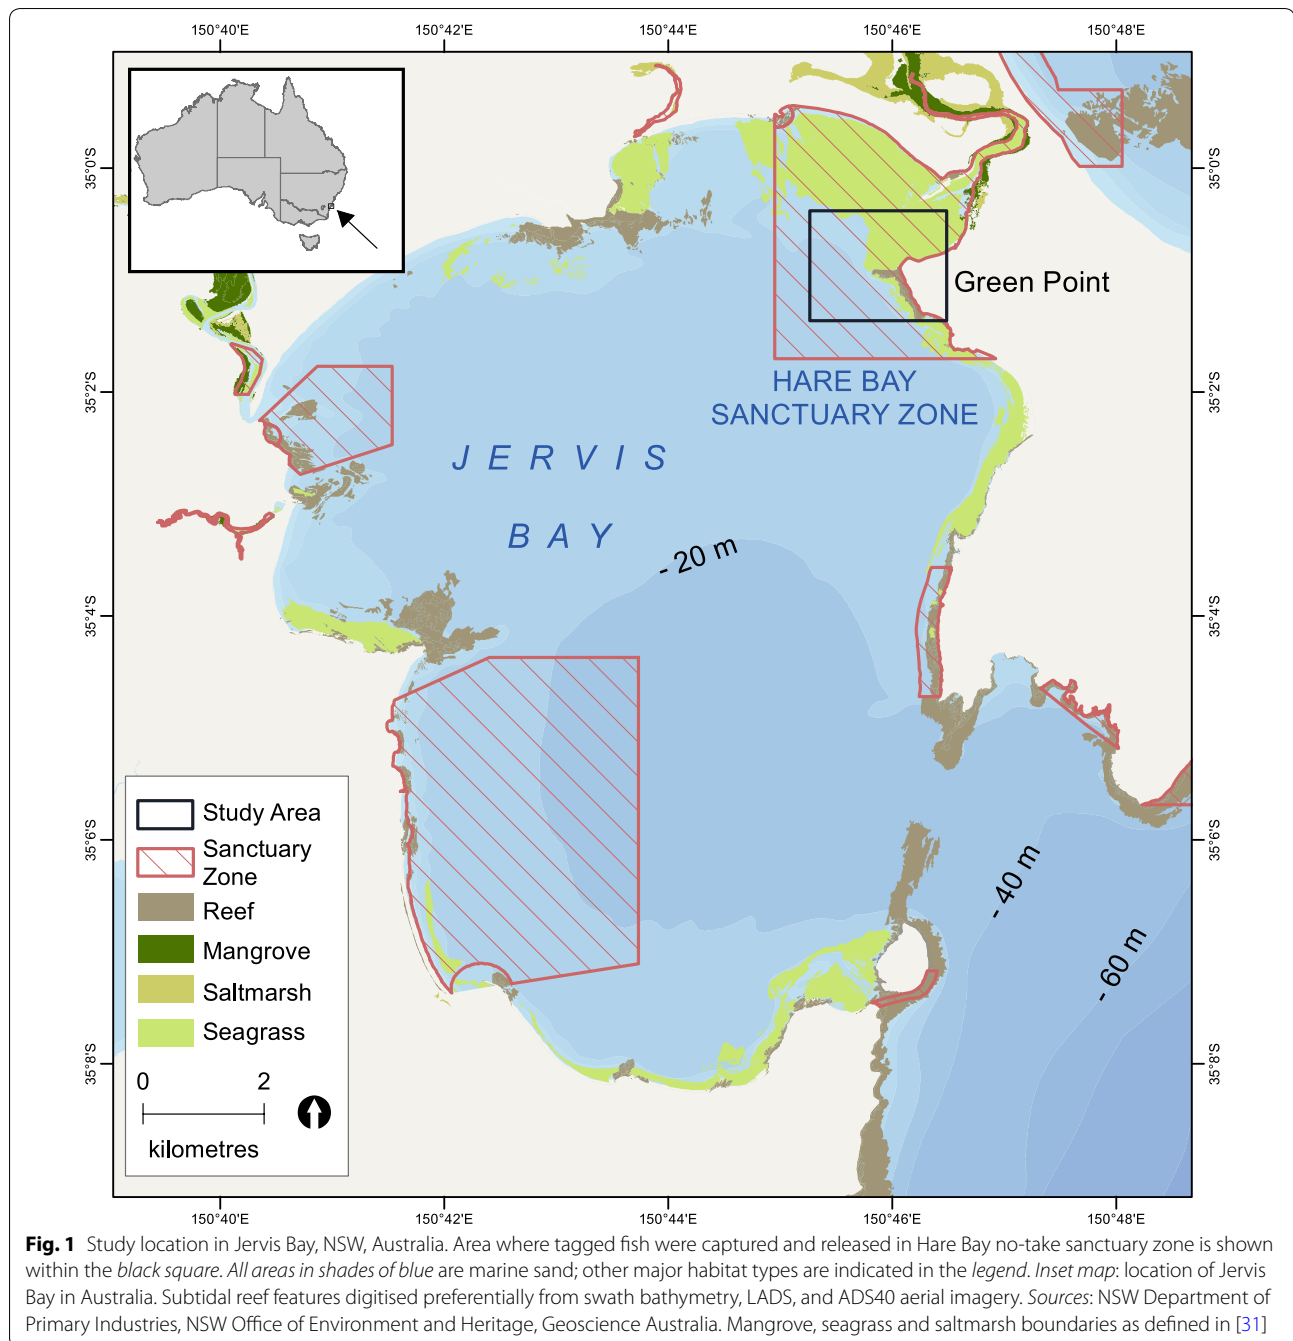 150°40'E 150°42'E 150°44'E 150°46'E 150°48'E
35°0'S 35°0'S
Green Point
35°2'S 35°2'S
HARE BAY
SANCTUARY ZONE
JERVIS
BAY
- 20 m
35°4'S 35°4'S
Study Area
Sanctuary
Zone
35°6'S 35°6'S
- 40 m
Reef
Mangrove
- 60 m
Saltmarsh
Seagrass
35°8'S 35°8'S
0 2
kilometres
150°40'E 150°42'E 150°44'E 150°46'E 150°48'E
Fig. 1 Study location in Jervis Bay, NSW, Australia. Area where tagged fish were captured and released in Hare Bay no-take sanctuary zone is shown
within the black square. All areas in shades of blue are marine sand; other major habitat types are indicated in the legend. Inset map: location of Jervis
Bay in Australia. Subtidal reef features digitised preferentially from swath bathymetry, LADS, and ADS40 aerial imagery. Sources: NSW Department of
Primary Industries, NSW Office of Environment and Heritage, Geoscience Australia. Mangrove, seagrass and saltmarsh boundaries as defined in [31]